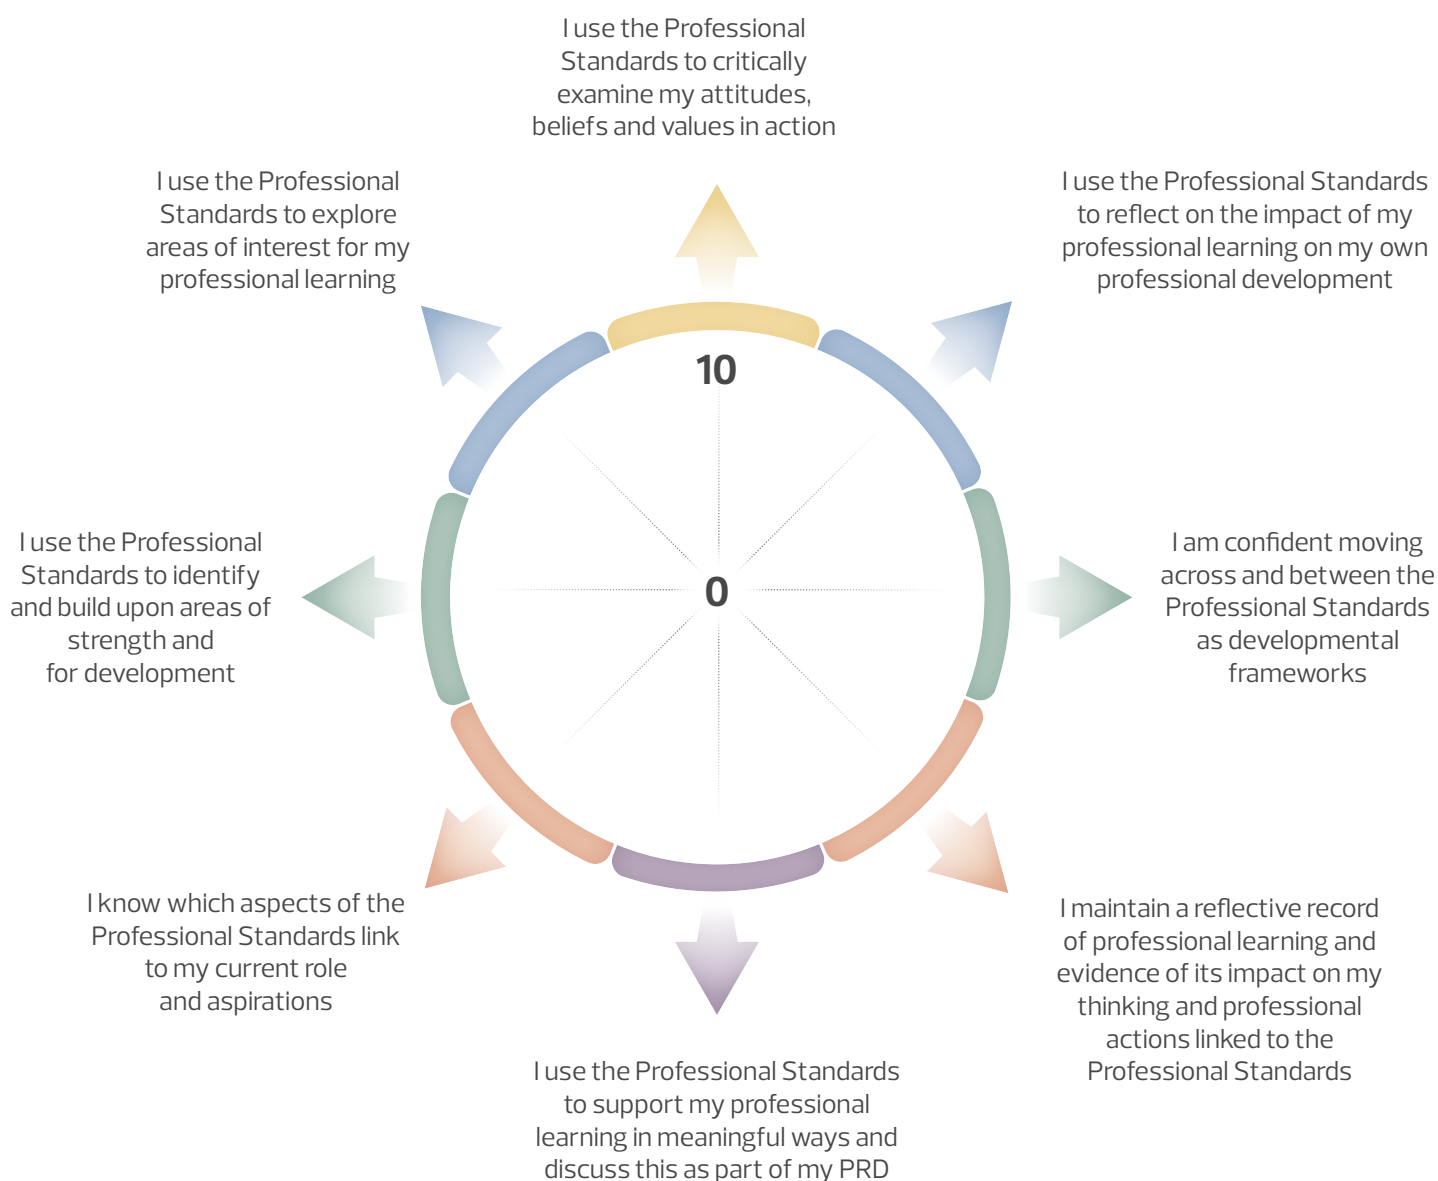 I use the Professional
Standards to critically
examine my attitudes,
beliefs and values in action
I use the Professional
Standards to explore
areas of interest for my
professional learning
I use the Professional Standards
to reflect on the impact of my
professional learning on my own
professional development
10
0
I use the Professional
Standards to identify
and build upon areas of
strength and
for development
I am confident moving
across and between the
Professional Standards
as developmental
frameworks
I know which aspects of the
Professional Standards link
to my current role
and aspirations
I maintain a reflective record
of professional learning and
evidence of its impact on my
thinking and professional
actions linked to the
Professional Standards
I use the Professional Standards
to support my professional
learning in meaningful ways and
discuss this as part of my PRD